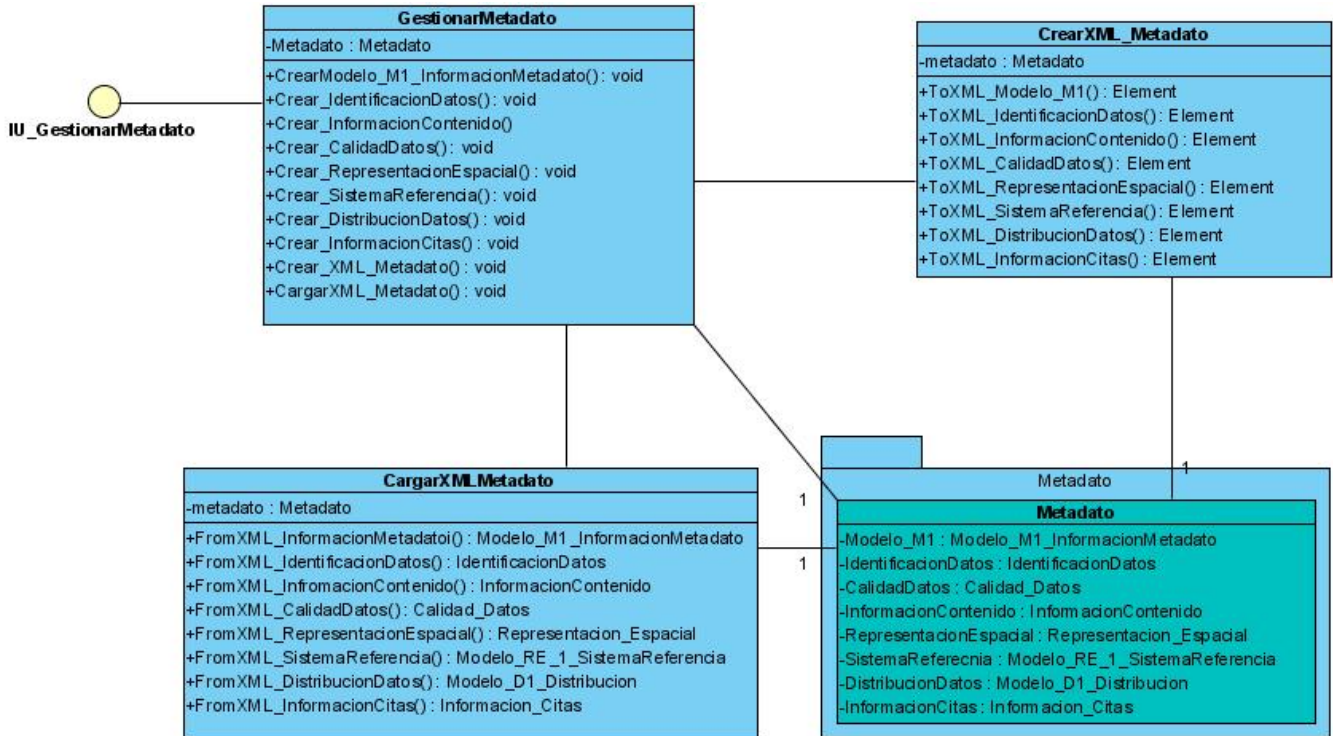 GestionarMetadato
-Metadato : Metadato
+CrearModelo_M1_InformacionMetadato() : void
+Crear_IdentificacionDatos() : void
+Crear_InformacionContenido()
+Crear_CalidadDatos() : void
+Crear_RepresentacionEspacial() : void
+Crear_SistemaReferencia() : void
+Crear_DistribucionDatos() : void
+Crear_InformacionCitas() : void
+Crear_XML_Metadato() : void
+CargarXML_Metadato() : void
IU_GestionarMetadato
CrearXML_Metadato
-metadato : Metadato
+ToXML_Modelo_M1() : Element
+ToXML_IdentificacionDatos() : Element
+ToXML_InformacionContenido() : Element
+ToXML_CalidadDatos() : Element
+ToXML_RepresentacionEspacial() : Element
+ToXML_SistemaReferencia() : Element
+ToXML_DistribucionDatos() : Element
+ToXML_InformacionCitas() : Element
CargarXMLMetadato
-metadato : Metadato
+FromXML_InformacionMetadatoi() : Modelo_M1_InformacionMetadato
+FromXML_IdentificacionDatos() : IdentificacionDatos
+FromXML_InfromacionContenido() : InformacionContenido
+FromXML_CalidadDatos() : Calidad_Datos
+FromXML_RepresentacionEspacial() : Representacion_Espacial
+FromXML_SistemaReferencia() : Modelo_RE_1_SistemaReferencia
+FromXML_DistribucionDatos() : Modelo_D1_Distribucion
+FromXML_InformacionCitas() : Informacion_Citas
1
1
1
Metadato
Metadato
-Modelo_M1 : Modelo_M1_InformacionMetadato
-IdentificacionDatos : IdentificacionDatos
-CalidadDatos : Calidad_Datos
-InformacionContenido : InformacionContenido
-RepresentacionEspacial : Representacion_Espacial
-SistemaReferecnia : Modelo_RE_1_SistemaReferencia
-DistribucionDatos : Modelo_D1_Distribucion
-InformacionCitas : Informacion_Citas